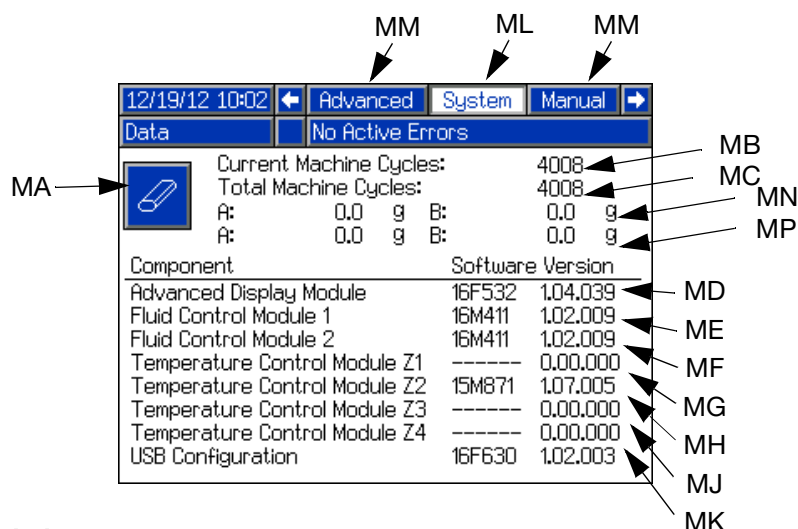 MM ML MM
12/19/12 10:02 Advanced System Manual
Data No Active Errors
MA
Current Machine Cycles: 4008 MB
Total Machine Cycles: 4008 MC
A: 0.0 g B: 0.0 g MN
A: 0.0 g B: 0.0 g MP
Component Software Version
Advanced Display Module 16F532 1.04.039 MD
Fluid Control Module 1 16M411 1.02.009 ME
Fluid Control Module 2 16M411 1.02.009 MF
Temperature Control Module Z1 ------ 0.00.000 MG
Temperature Control Module Z2 15M871 1.07.005 MH
Temperature Control Module Z3 ------ 0.00.000
Temperature Control Module Z4 ------ 0.00.000 MJ
USB Configuration 16F630 1.02.003 MK